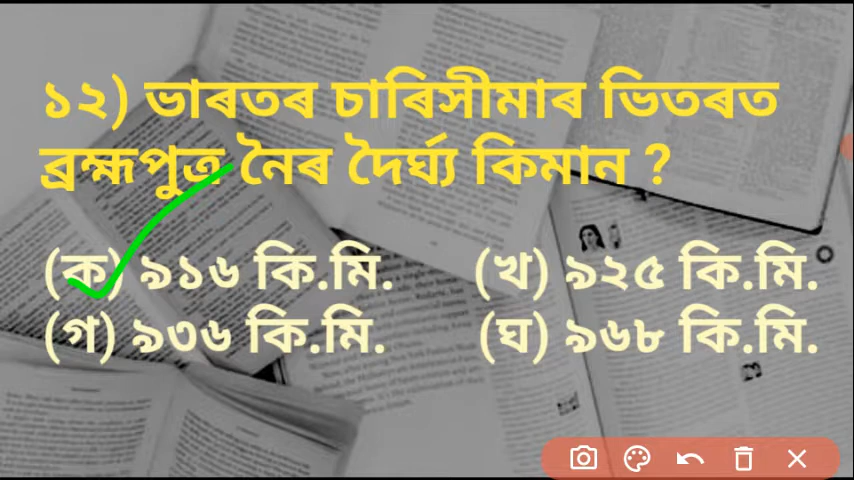 ১২) ভাৰতৰ চাৰিসীমাৰ ভিতৰত
ব্ৰহ্মপুত্ৰ নৈৰ দৈৰ্ঘ্য কিমান ?
(ক) ৯১৬ কি.মি. (খ) ৯২৫ কি.মি.
(গ) ৯৩৬ কি.মি. (ঘ) ৯৬৮ কি.মি.